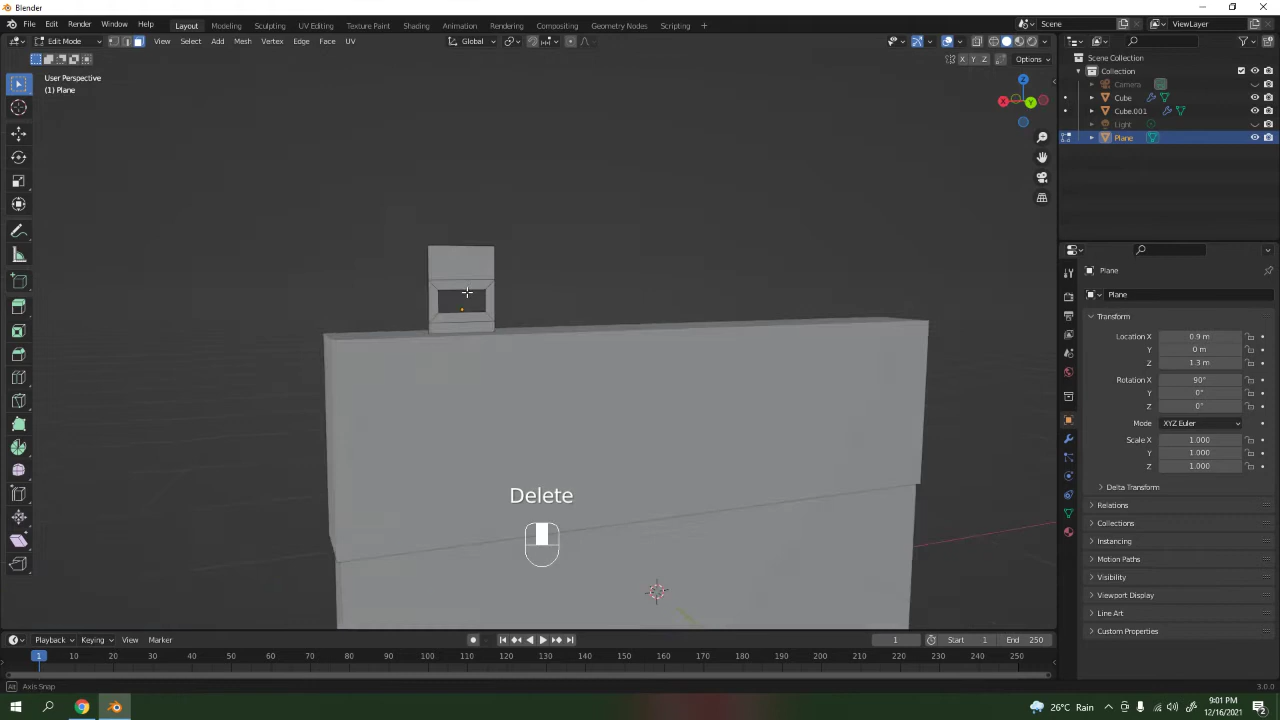 Blender
File Edit Render Window Help Layout Modeling Sculpting UV Editing Texture Paint Shading Animation Rendering Compositing Geometry Nodes Scripting + Scene ViewLayer
Edit Mode View Select Add Mesh Vertex Edge Face UV Global
X Y Z Options
User Perspective
(1) Plane
Z
X
Y
Scene Collection
Collection
Camera
Cube
Cube.001
Light
Plane
Plane
Plane
Transform
Location X 0.9 m
Y 0 m
Z 1.3 m
Rotation X 90°
Y 0°
Z 0°
Mode XYZ Euler
Scale X 1.000
Y 1.000
Z 1.000
Delta Transform
Relations
Collections
Instancing
Motion Paths
Visibility
Viewport Display
Line Art
Custom Properties
Delete
Playback Keying View Marker 1 Start 1 End 250
1 10 20 30 40 50 60 70 80 90 100 110 120 130 140 150 160 170 180 190 200 210 220 230 240 250
Alt Axis Snap 3.0.0
26°C Rain 9:01 PM
12/16/2021 2